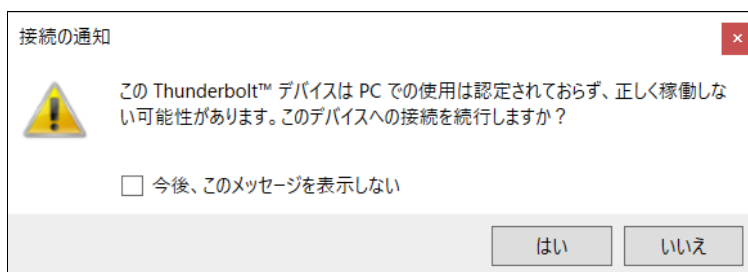 接続の通知
この Thunderbolt™ デバイスは PC での使用は認定されておらず、正しく稼働しな
い可能性があります。このデバイスへの接続を続行しますか？
今後、このメッセージを表示しない
はい
いいえ